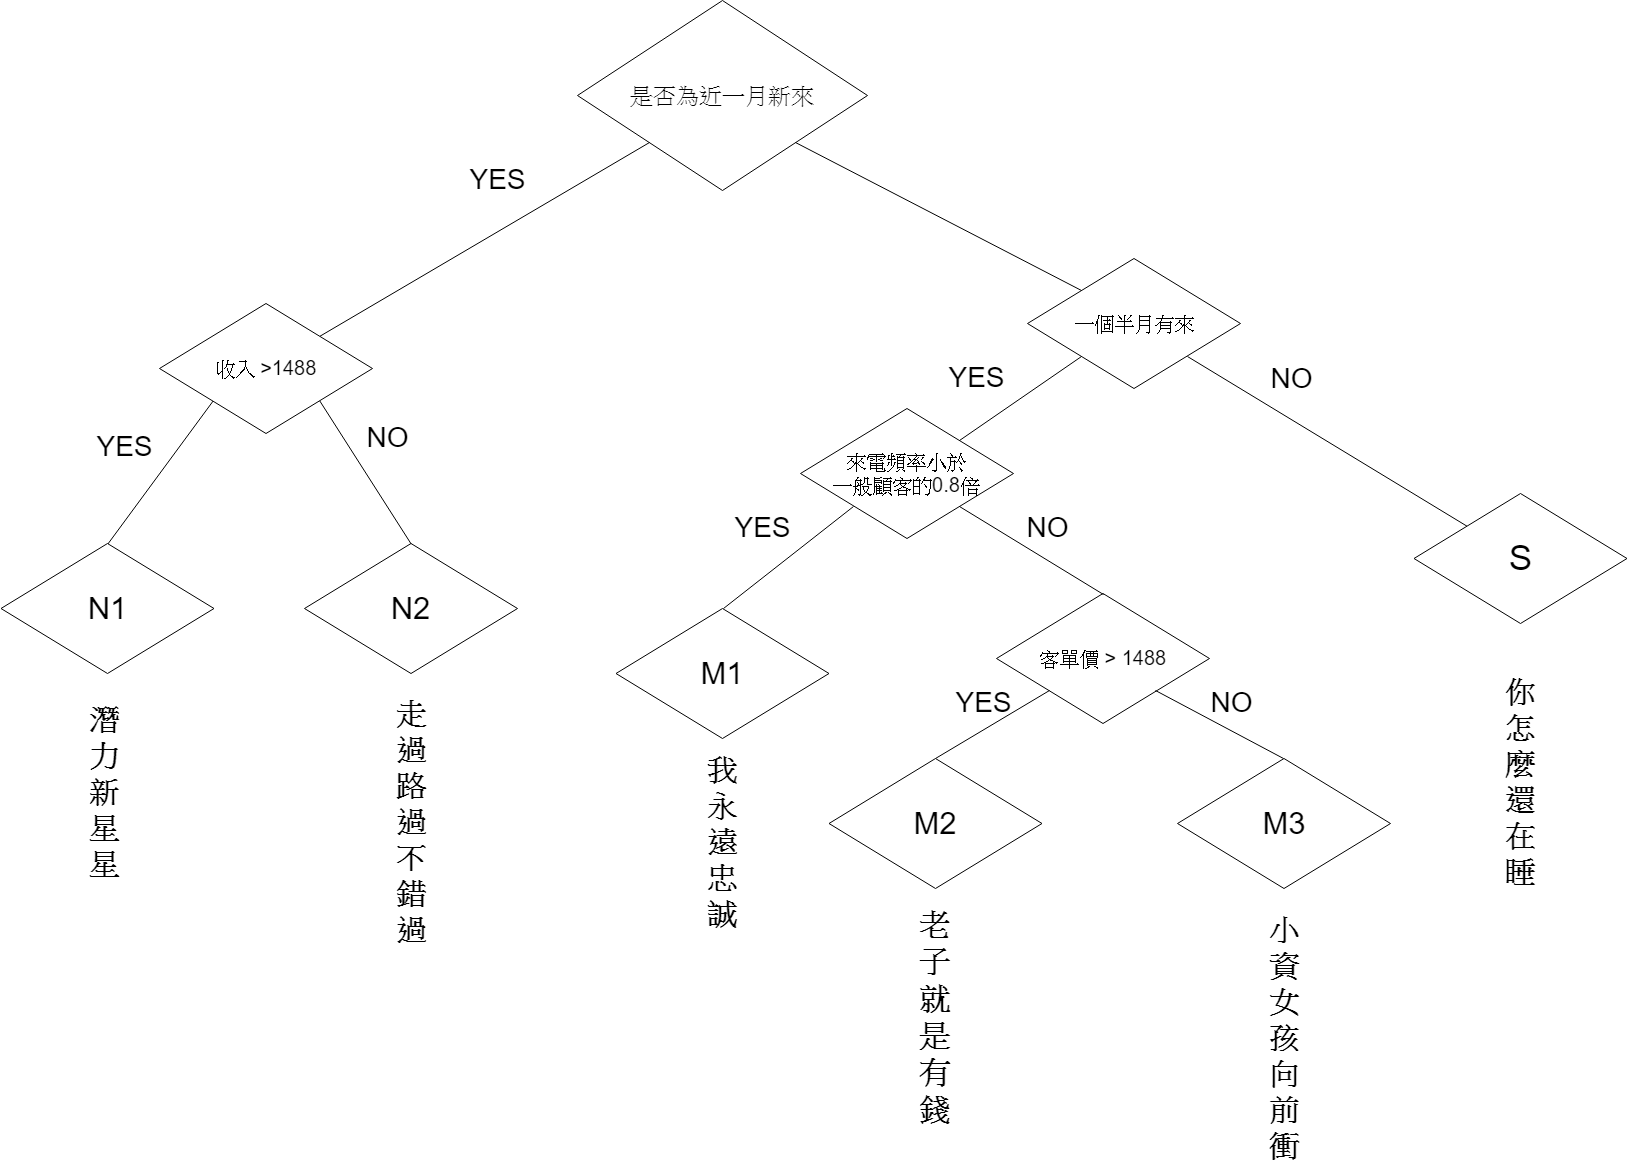 是否為近一月新來
YES
一個半月有來
收入 >1488
YES
NO
YES
NO
來電頻率小於
一般顧客的0.8倍
YES
NO
S
N1
N2
客單價 > 1488
M1
YES
NO
M2
M3
潛力新星星
走過路過不錯過
我永遠忠誠
老子就是有錢
小資女孩向前衝
你怎麼還在睡